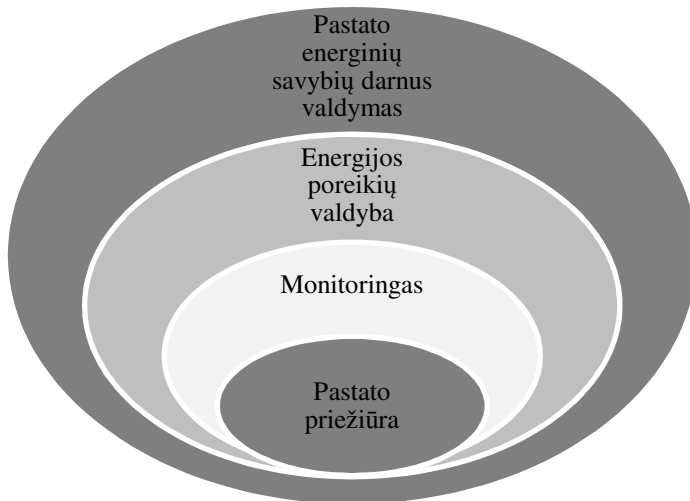 Pastato
energinių
savybių darnus
valdymas
Energijos
poreikių
valdyba
Monitoringas
Pastato
priežiūra